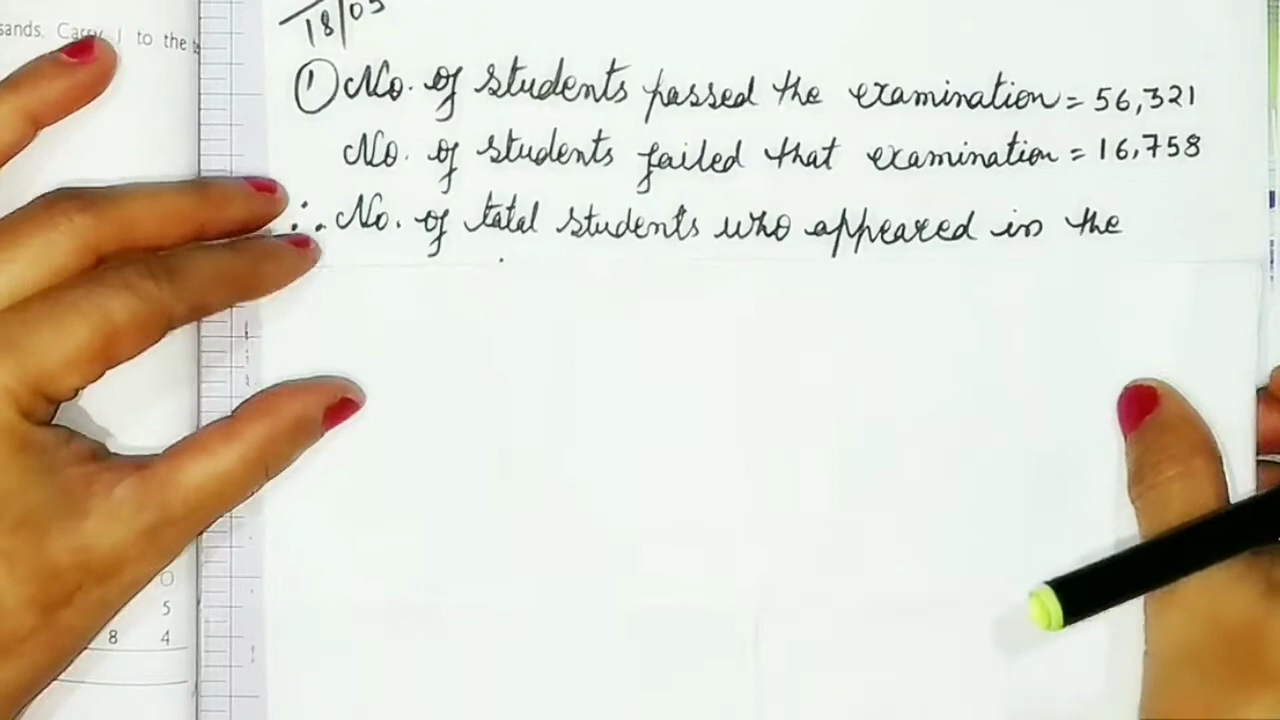 sands. Carry 1 to the
18/05
① No. of students passed the examination = 56,321
No. of students failed that examination = 16,758
∴ No. of total students who appeared in the
0
5
8 4